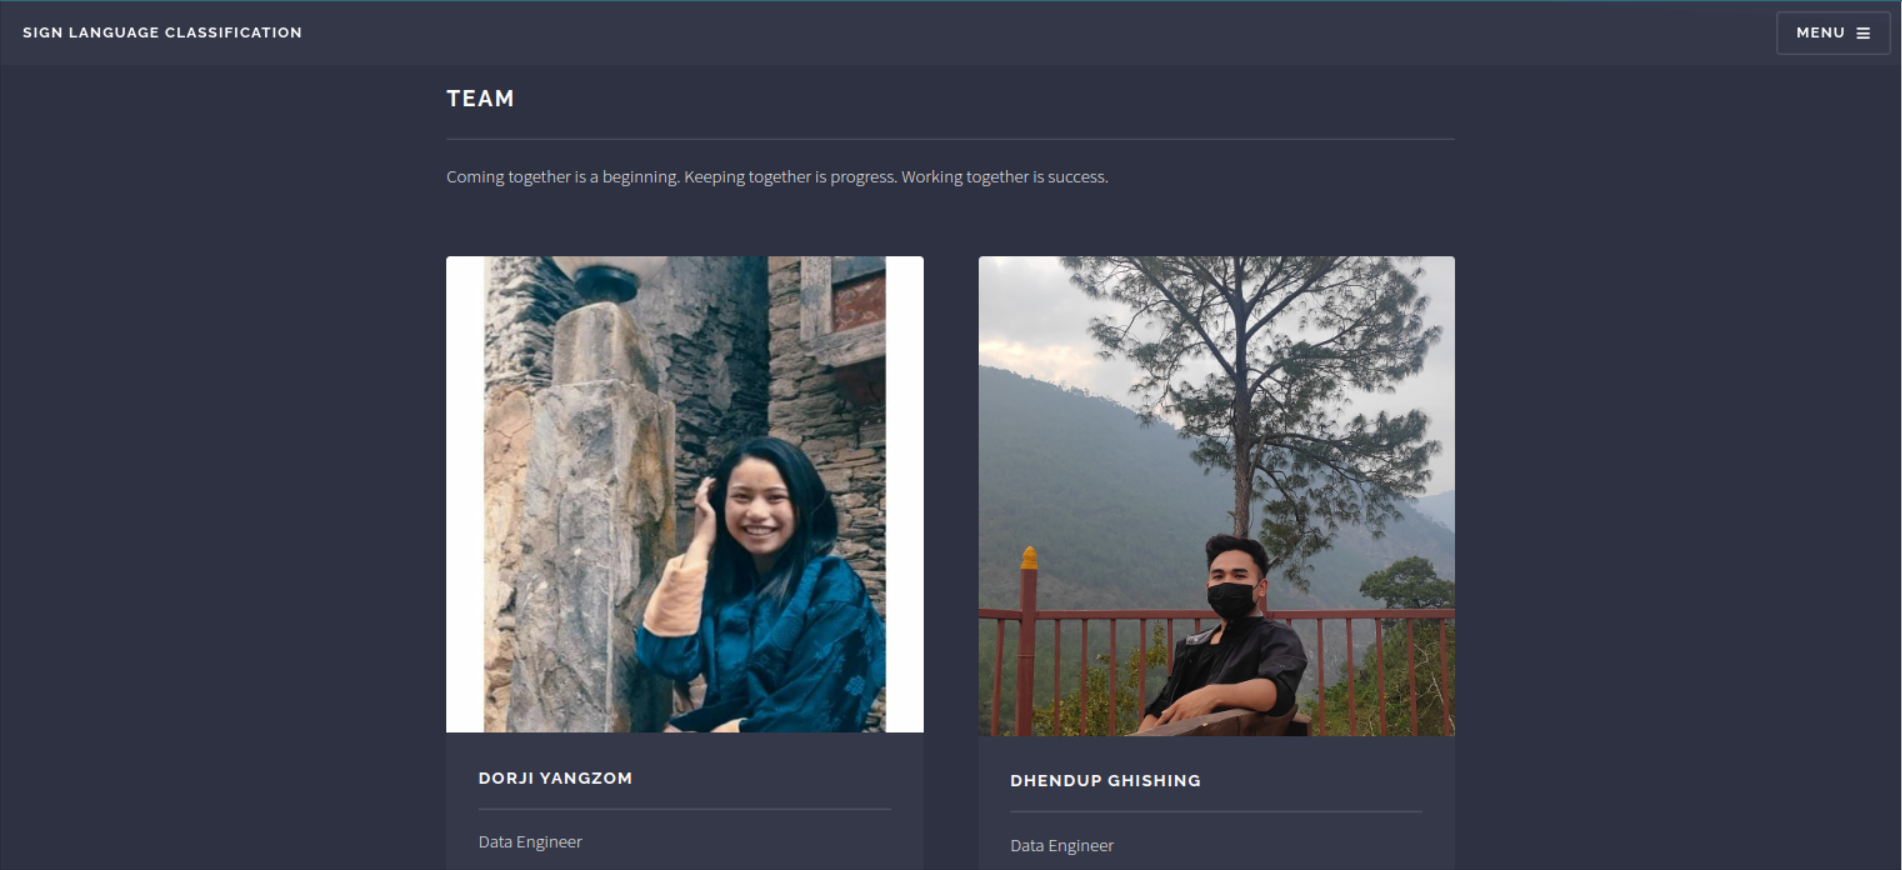 SIGN LANGUAGE CLASSIFICATION
MENU
TEAM
Coming together is a beginning. Keeping together is progress. Working together is success.
DORJI YANGZOM
Data Engineer
DHENDUP GHISHING
Data Engineer